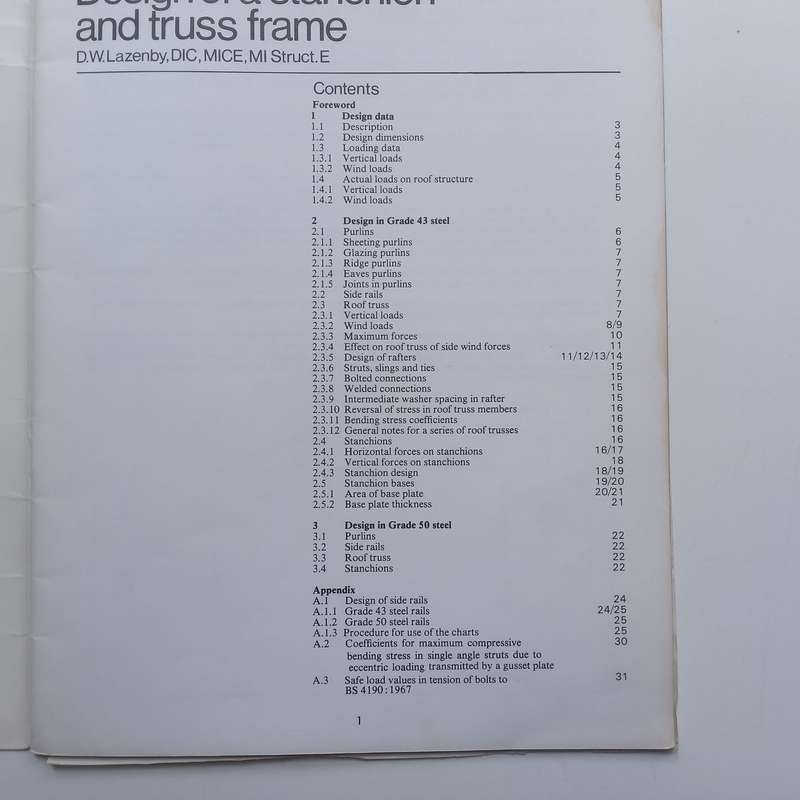 Design of a stanchion
and truss frame
D.W.Lazenby, DIC, MICE, MI Struct.E
Contents
Foreword
1 Design data
1.1 Description 3
1.2 Design dimensions 3
1.3 Loading data 4
1.3.1 Vertical loads 4
1.3.2 Wind loads 4
1.4 Actual loads on roof structure 5
1.4.1 Vertical loads 5
1.4.2 Wind loads 5
2 Design in Grade 43 steel
2.1 Purlins 6
2.1.1 Sheeting purlins 6
2.1.2 Glazing purlins 7
2.1.3 Ridge purlins 7
2.1.4 Eaves purlins 7
2.1.5 Joints in purlins 7
2.2 Side rails 7
2.3 Roof truss 7
2.3.1 Vertical loads 7
2.3.2 Wind loads 8/9
2.3.3 Maximum forces 10
2.3.4 Effect on roof truss of side wind forces 11
2.3.5 Design of rafters 11/12/13/14
2.3.6 Struts, slings and ties 15
2.3.7 Bolted connections 15
2.3.8 Welded connections 15
2.3.9 Intermediate washer spacing in rafter 15
2.3.10 Reversal of stress in roof truss members 16
2.3.11 Bending stress coefficients 16
2.3.12 General notes for a series of roof trusses 16
2.4 Stanchions 16
2.4.1 Horizontal forces on stanchions 16/17
2.4.2 Vertical forces on stanchions 18
2.4.3 Stanchion design 18/19
2.5 Stanchion bases 19/20
2.5.1 Area of base plate 20/21
2.5.2 Base plate thickness 21
3 Design in Grade 50 steel
3.1 Purlins 22
3.2 Side rails 22
3.3 Roof truss 22
3.4 Stanchions 22
Appendix
A.1 Design of side rails 24
A.1.1 Grade 43 steel rails 24/25
A.1.2 Grade 50 steel rails 25
A.1.3 Procedure for use of the charts 25
A.2 Coefficients for maximum compressive 30
bending stress in single angle struts due to
eccentric loading transmitted by a gusset plate
A.3 Safe load values in tension of bolts to 31
BS 4190:1967
1